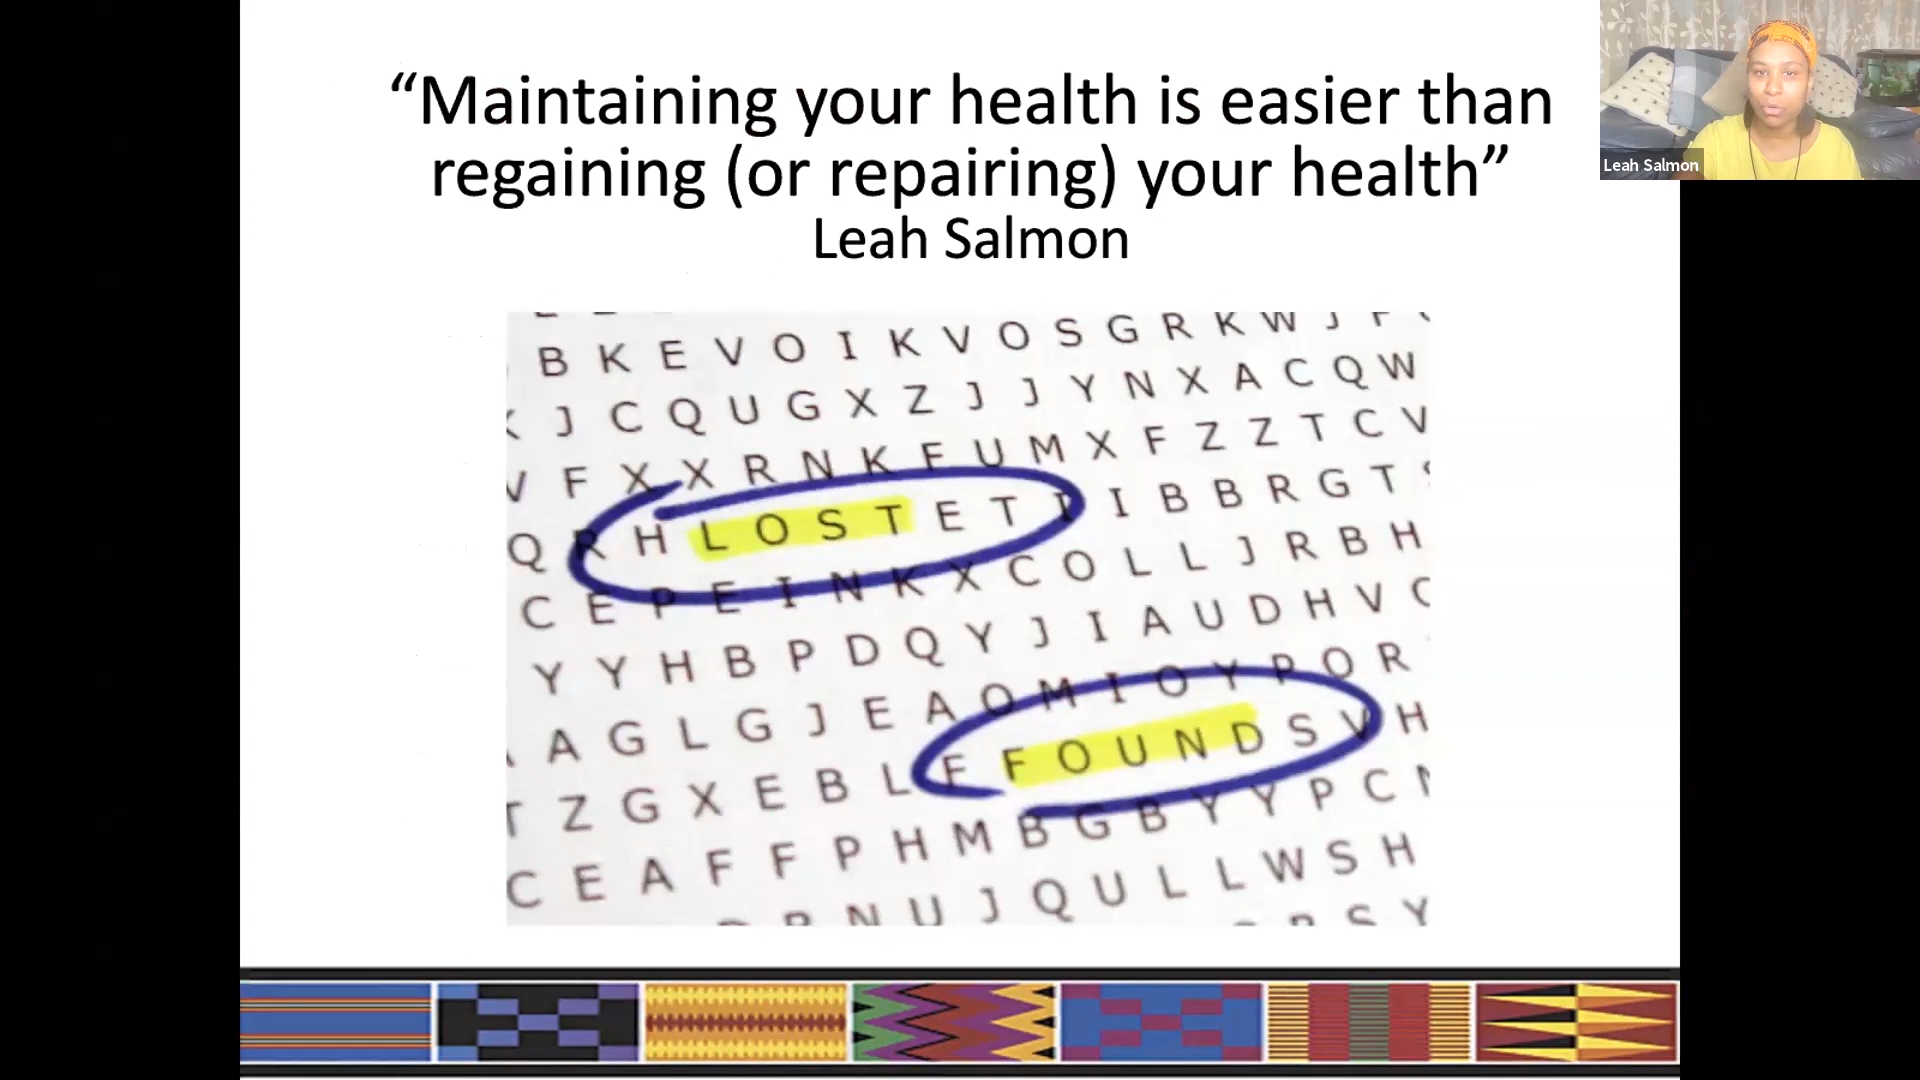 “Maintaining your health is easier than
regaining (or repairing) your health”
Leah Salmon
Leah Salmon
B K E V O I K V O S G R K W J
J C Q U G X Z J J Y N X A C Q W
F X X R N K F U M X F Z Z T C V
Q R H L O S T E T I I B B R G T
C E P E I N K X C O L L J R B H
Y Y H B P D Q Y J I A U D H V
A G L G J E A O M I O Y P O R
Z G X E B L F F O U N D S V H
C E A F F P H M B G B Y Y P C
N U J Q U L L W S H
S Y